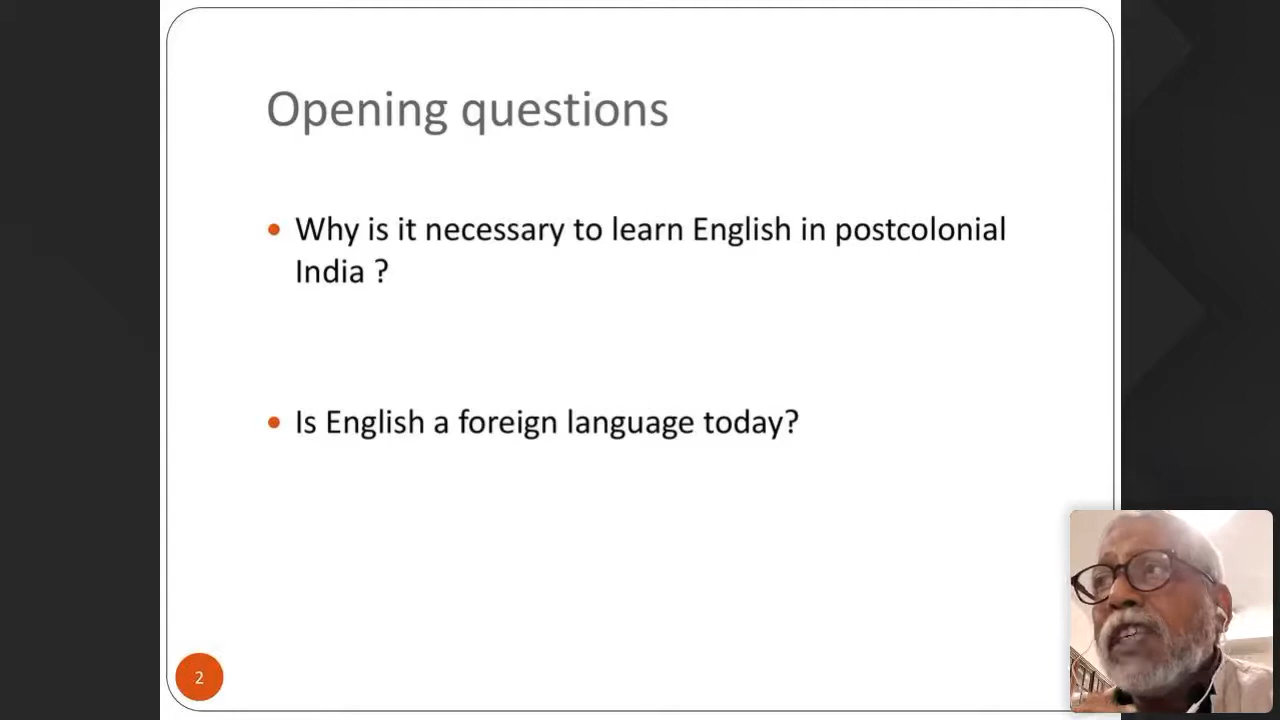 Opening questions
• Why is it necessary to learn English in postcolonial
India ?
• Is English a foreign language today?
2